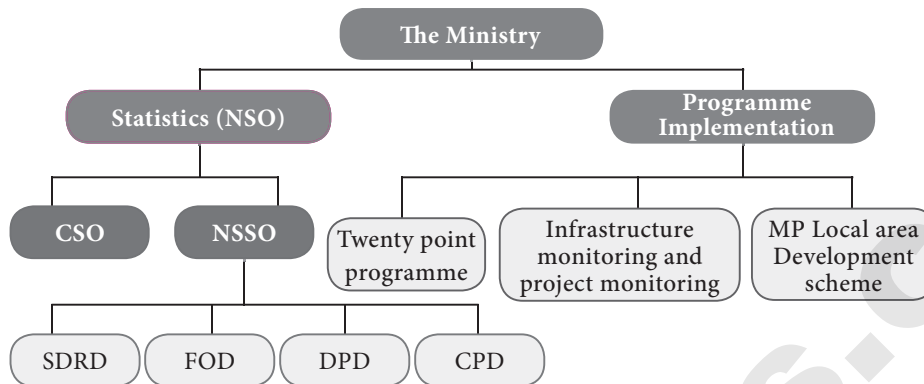 The Ministry
Statistics (NSO)
Programme
Implementation
CSO
NSSO
Twenty point
programme
Infrastructure
monitoring and
project monitoring
MP Local area
Development
scheme
SDRD
FOD
DPD
CPD